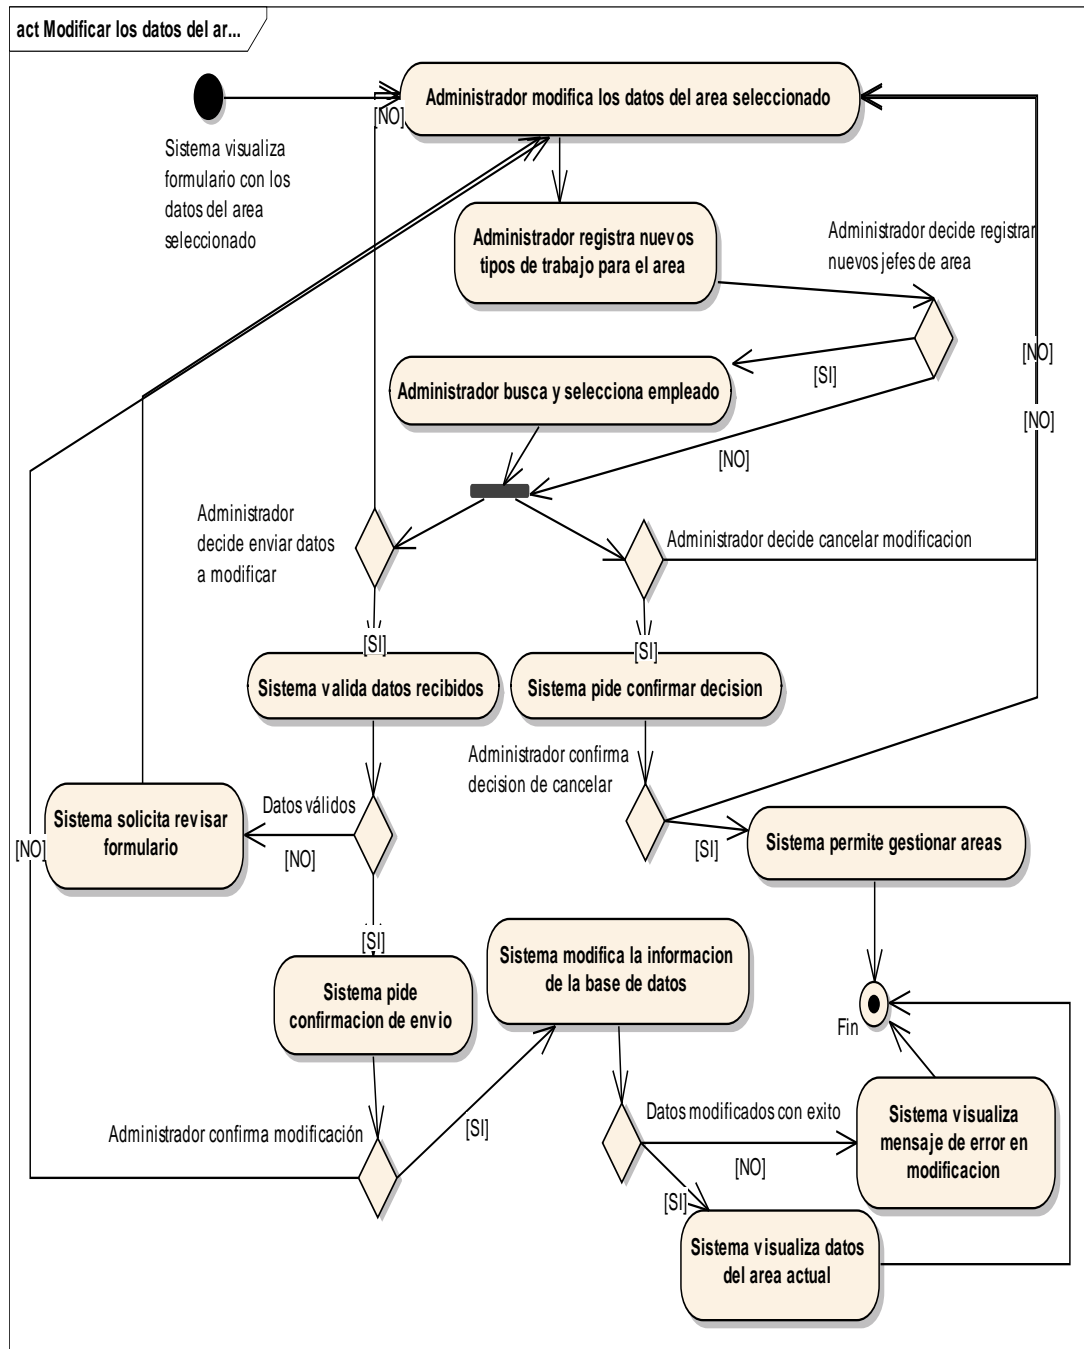 act Modificar los datos del ar...
Administrador modifica los datos del area seleccionado
[NO]
Sistema visualiza
formulario con los
datos del area
seleccionado
Administrador registra nuevos
tipos de trabajo para el area
Administrador decide registrar
nuevos jefes de area
[NO]
[SI]
Administrador busca y selecciona empleado
[NO]
[NO]
Administrador
decide enviar datos
a modificar
Administrador decide cancelar modificacion
[SI]
[SI]
Sistema valida datos recibidos
Sistema pide confirmar decision
Administrador confirma
decision de cancelar
Datos válidos
Sistema solicita revisar
formulario
[NO]
[NO]
[SI]
Sistema permite gestionar areas
[SI]
Sistema modifica la informacion
de la base de datos
Sistema pide
confirmacion de envio
Fin
Administrador confirma modificación
[SI]
Datos modificados con exito
[NO]
Sistema visualiza
mensaje de error en
modificacion
[SI]
Sistema visualiza datos
del area actual